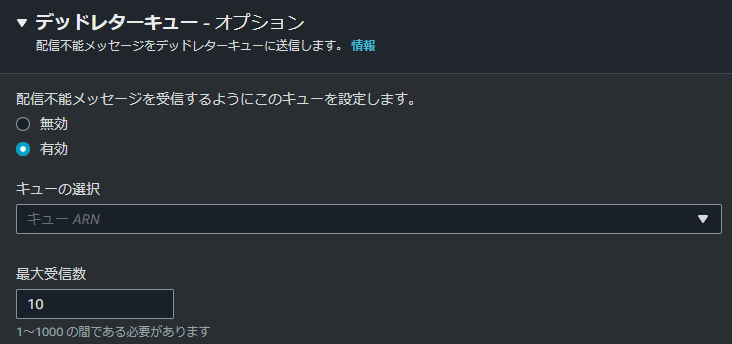 デッドレターキュー - オプション
配信不能メッセージをデッドレターキューに送信します。 情報
配信不能メッセージを受信するようにこのキューを設定します。
無効
有効
キューの選択
キュー ARN
最大受信数
10
1～1000 の間である必要があります